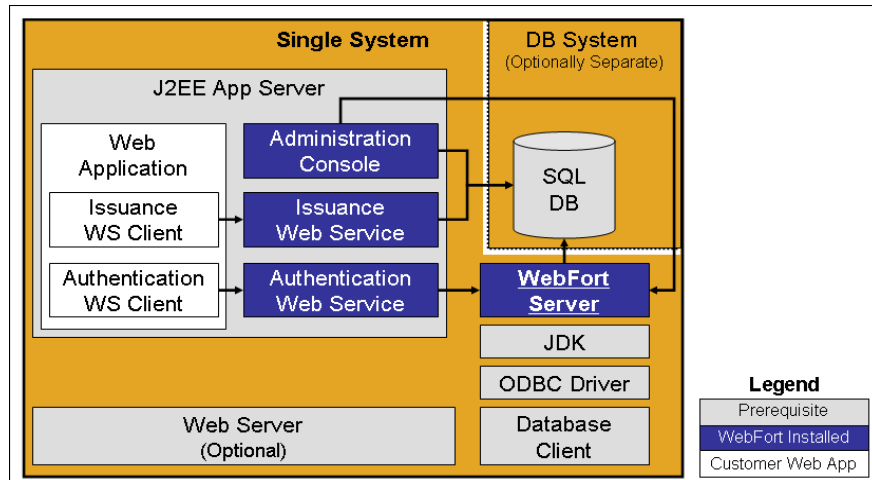 Single System
DB System
(Optionally Separate)
J2EE App Server
Web
Application
Administration
Console
SQL
DB
Issuance
WS Client
Issuance
Web Service
Authentication
WS Client
Authentication
Web Service
WebFort
Server
JDK
ODBC Driver
Web Server
(Optional)
Database
Client
Legend
Prerequisite
WebFort Installed
Customer Web App